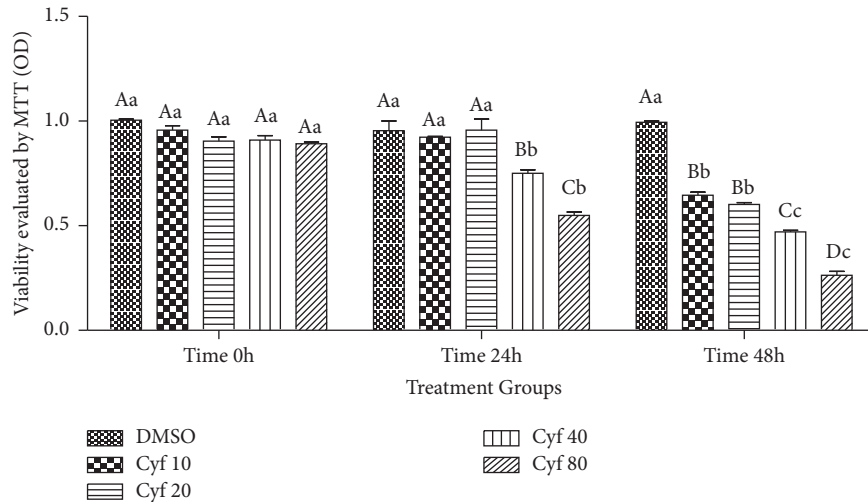 Viability evaluated by MTT (OD)
1.5
1.0
0.5
0.0
Aa Aa Aa Aa Aa
Aa Aa Aa Bb Cb
Aa Bb Bb Cc Dc
Time 0h Time 24h Time 48h
Treatment Groups
DMSO
Cyf 10
Cyf 20
Cyf 40
Cyf 80